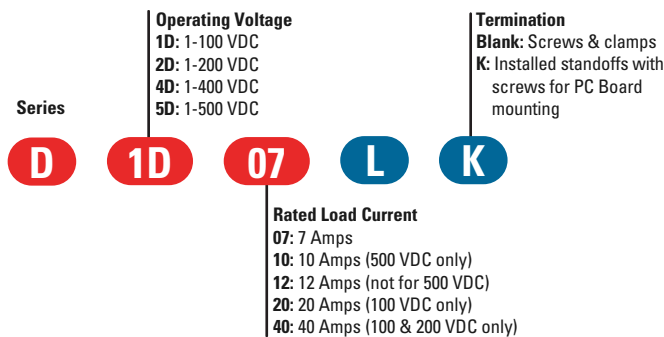 Operating Voltage
1D: 1-100 VDC
2D: 1-200 VDC
4D: 1-400 VDC
5D: 1-500 VDC
Termination
Blank: Screws & clamps
K: Installed standoffs with
screws for PC Board
mounting
Series
D 1D 07 L K
Rated Load Current
07: 7 Amps
10: 10 Amps (500 VDC only)
12: 12 Amps (not for 500 VDC)
20: 20 Amps (100 VDC only)
40: 40 Amps (100 & 200 VDC only)